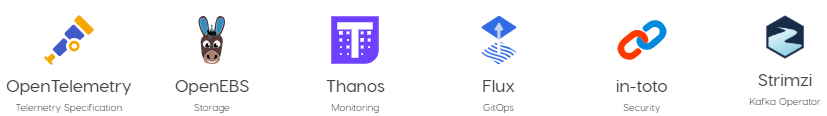 OpenTelemetry
Telemetry Specification
OpenEBS
Storage
Thanos
Monitoring
Flux
GitOps
in-toto
Security
Strimzi
Kafka Operator